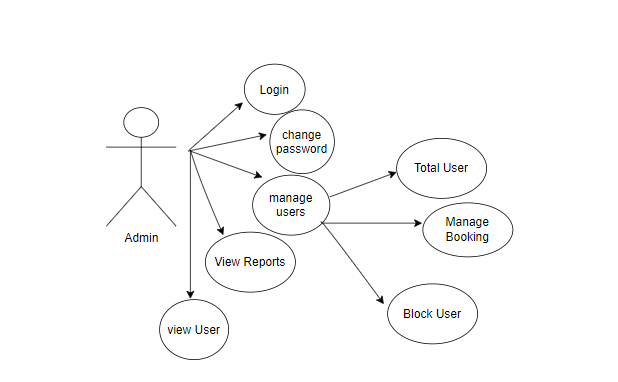 Login
change
password
Total User
manage
users
Manage
Booking
Admin
View Reports
Block User
view User